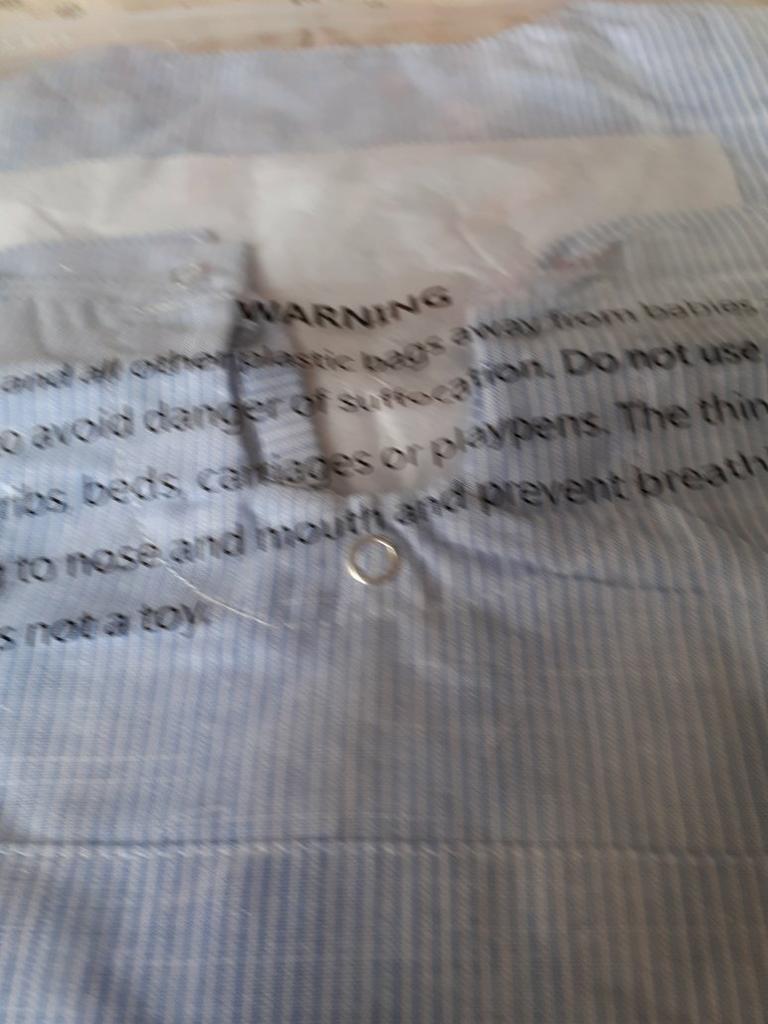 WARNING
and all other plastic bags away from babies
o avoid danger of suffocation. Do not use
ribs, beds, carriages or playpens. The thin
g to nose and mouth and prevent breathi
s not a toy.